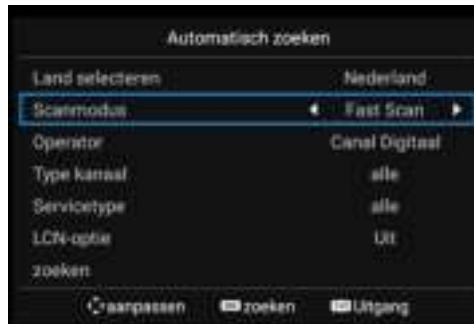 Automatisch zoeken
Land selecteren Nederland
Scanmodus Fast Scan
Operator Canal Digitaal
Type kanaal alle
Servicetype alle
LCN-optie Uit
zoeken
aanpassen zoeken Uitgang